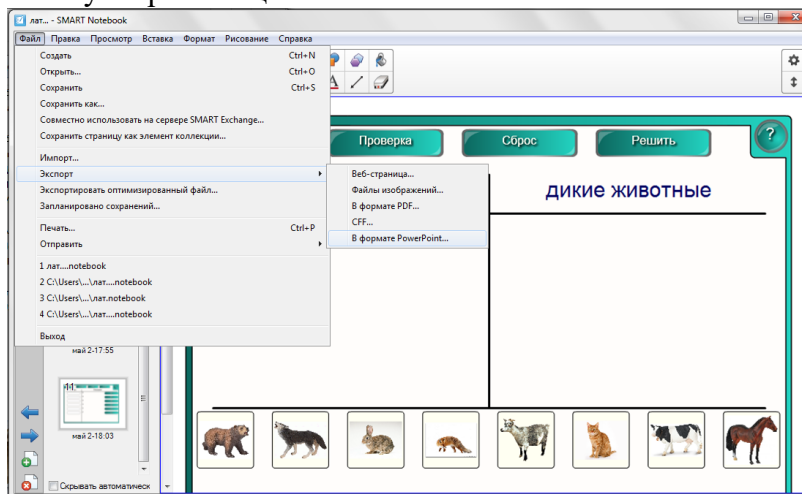 лат... - SMART Notebook
Файл Правка Просмотр Вставка Формат Рисование Справка
Создать Ctrl+N
Открыть... Ctrl+O
Сохранить Ctrl+S
Сохранить как...
Совместно использовать на сервере SMART Exchange...
Сохранить страницу как элемент коллекции...
Импорт...
Экспорт
Экспортировать оптимизированный файл...
Запланировано сохранений...
Печать... Ctrl+P
Отправить
1 лат....notebook
2 C:\Users\...\лат....notebook
3 C:\Users\...\лат.notebook
4 C:\Users\...\лат....notebook
Выход
Веб-страница...
Файлы изображений...
В формате PDF...
CFF...
В формате PowerPoint...
Проверка Сброс Решить ?
дикие животные
май 2-17:55
11
май 2-18:03
Скрывать автоматическ